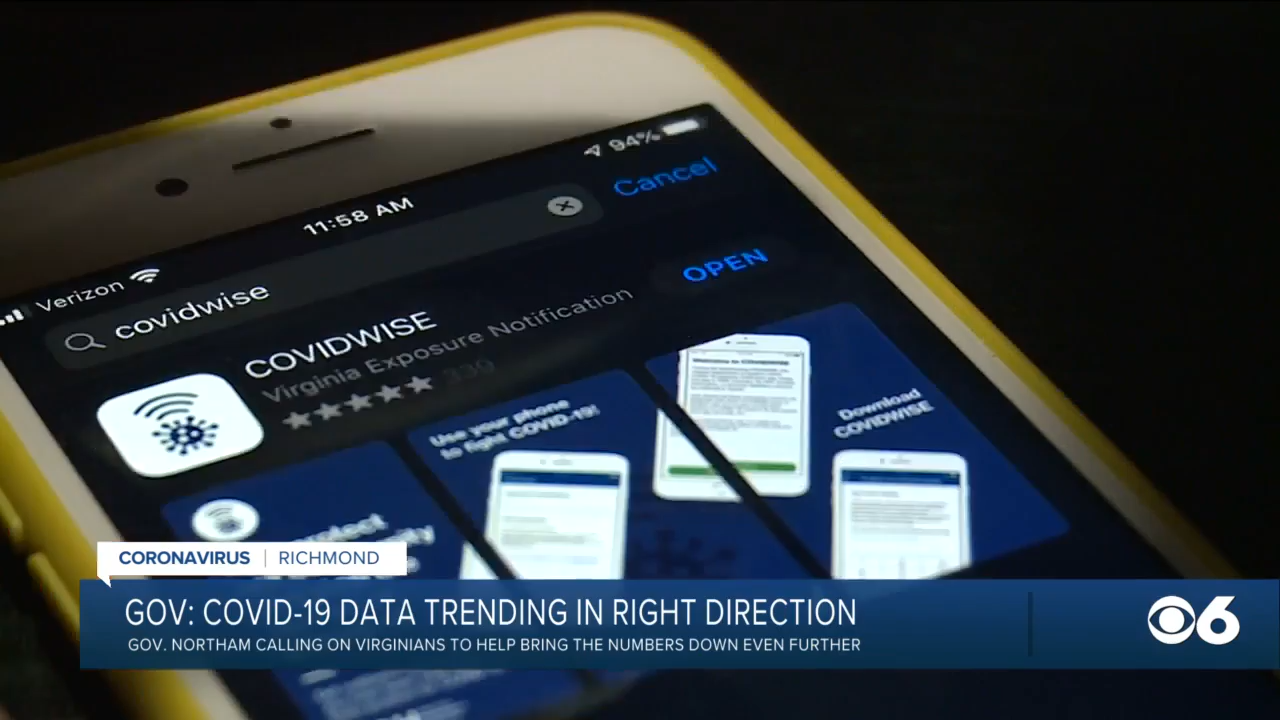 94%
Cancel
11:58 AM
Verizon
covidwise
OPEN
COVIDWISE
Virginia Exposure Notification
339
Use your phone
to fight COVID-19!
Download
COVIDWISE
protect
CORONAVIRUS | RICHMOND
GOV: COVID-19 DATA TRENDING IN RIGHT DIRECTION
GOV. NORTHAM CALLING ON VIRGINIANS TO HELP BRING THE NUMBERS DOWN EVEN FURTHER
6